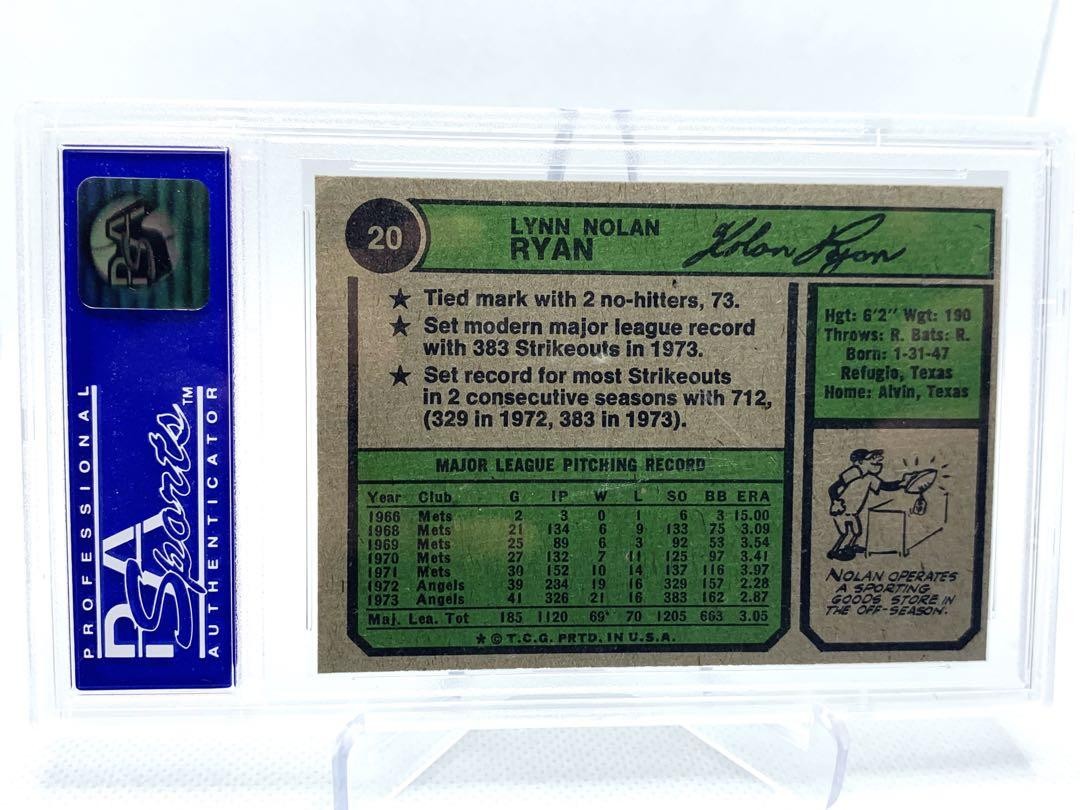 PSA
PROFESSIONAL
PSA
Sports™
AUTHENTICATOR
20
LYNN NOLAN
RYAN
Nolan Ryan
★ Tied mark with 2 no-hitters, 73.
★ Set modern major league record
with 383 Strikeouts in 1973.
★ Set record for most Strikeouts
in 2 consecutive seasons with 712,
(329 in 1972, 383 in 1973).
Hgt: 6'2" Wgt: 190
Throws: R. Bats: R.
Born: 1-31-47
Refugio, Texas
Home: Alvin, Texas
MAJOR LEAGUE PITCHING RECORD
Year Club G IP W L SO BB ERA
1966 Mets 2 3 0 1 6 3 15.00
1968 Mets 21 134 6 9 133 75 3.09
1969 Mets 25 89 6 3 92 53 3.54
1970 Mets 27 132 7 11 125 97 3.41
1971 Mets 30 152 10 14 137 116 3.97
1972 Angels 39 284 19 16 329 157 2.28
1973 Angels 41 326 21 16 383 162 2.87
Maj. Lea. Tot 185 1120 69 70 1205 663 3.05
★ © T.C.G. PRTD. IN U.S.A.
NOLAN OPERATES
A SPORTING
GOODS STORE IN
THE OFF-SEASON.